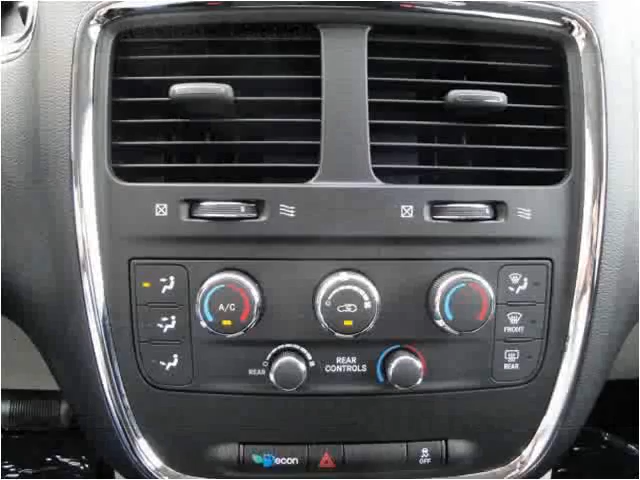 A/C
FRONT
REAR
REAR
CONTROLS
REAR
econ
OFF